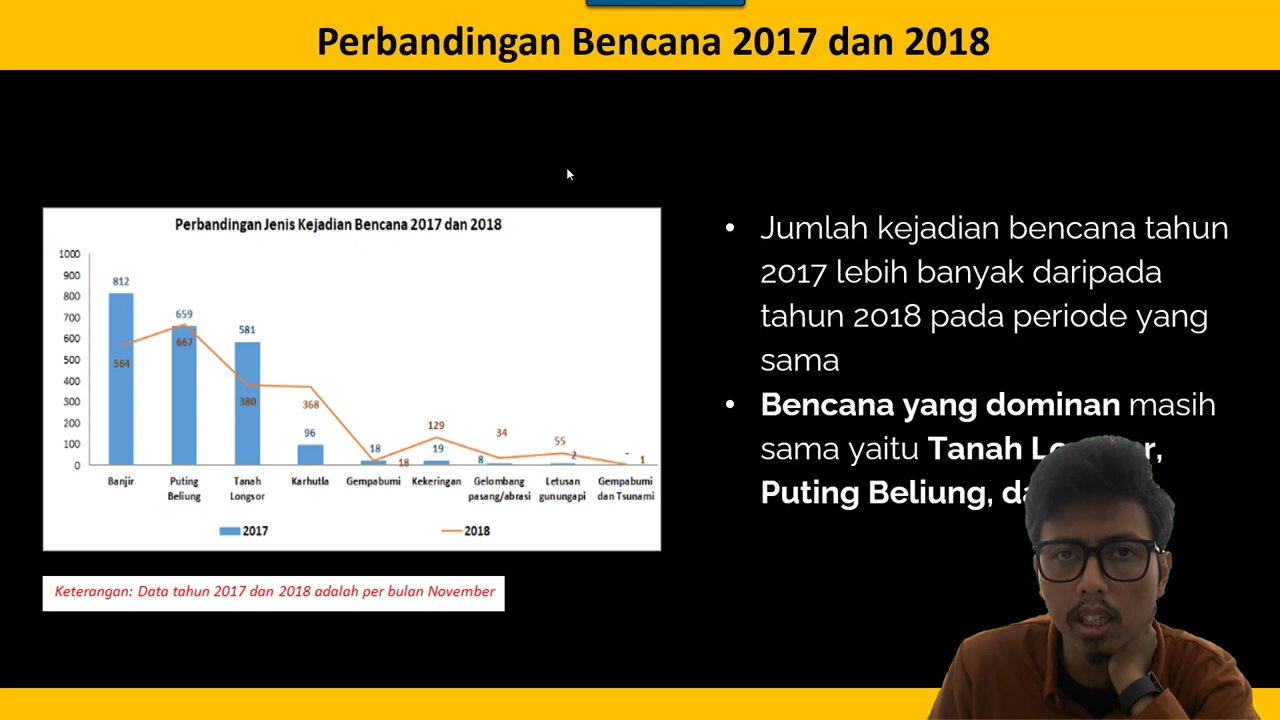 Perbandingan Bencana 2017 dan 2018
Perbandingan Jenis Kejadian Bencana 2017 dan 2018
1000
900
800
700
600
500
400
300
200
100
0
812
564
659
667
581
380
368
96
18
18
129
19
34
8
55
2
-
1
Banjir
Puting
Beliung
Tanah
Longsor
Karhutla
Gempabumi
Kekeringan
Gelombang
pasang/abrasi
Letusan
gunungapi
Gempabumi
dan Tsunami
2017
2018
Keterangan: Data tahun 2017 dan 2018 adalah per bulan November
• Jumlah kejadian bencana tahun
2017 lebih banyak daripada
tahun 2018 pada periode yang
sama
• Bencana yang dominan masih
sama yaitu Tanah
Puting Beliung,